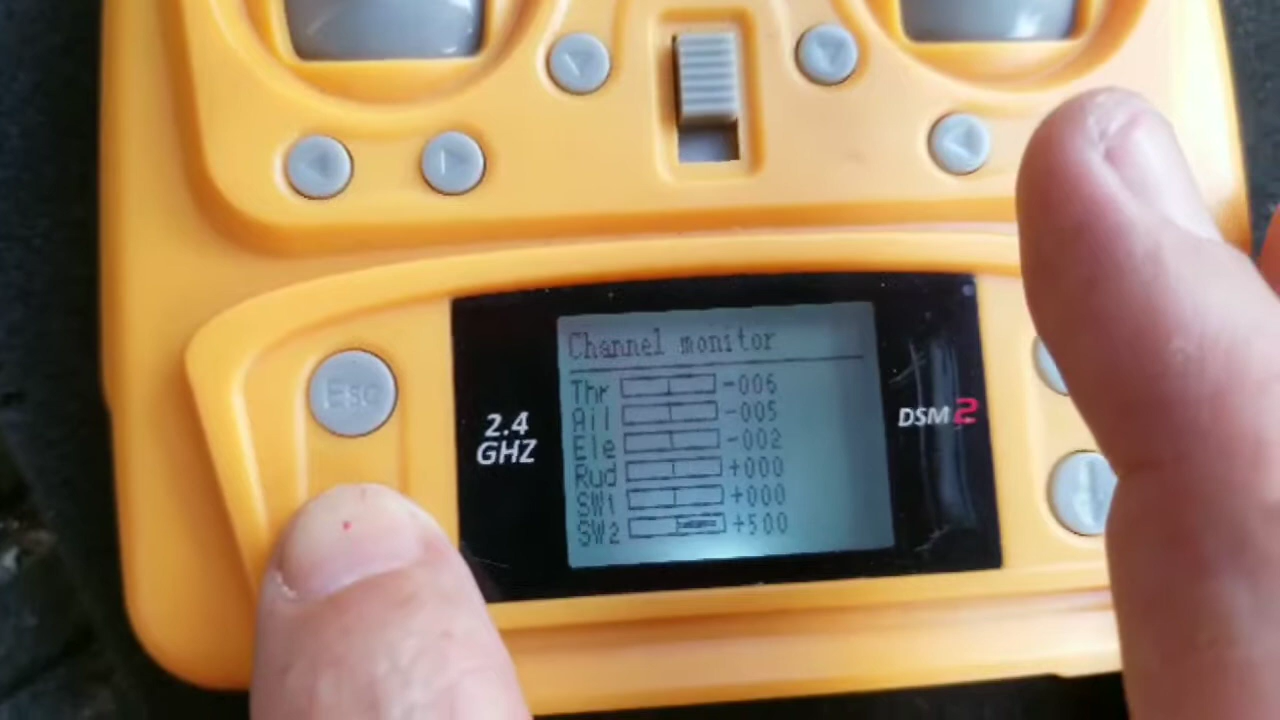 Esc
2.4
GHZ
Channel monitor
Thr -006
Ail -005
Ele -002
Rud +000
SW1 +000
SW2 +500
DSM2